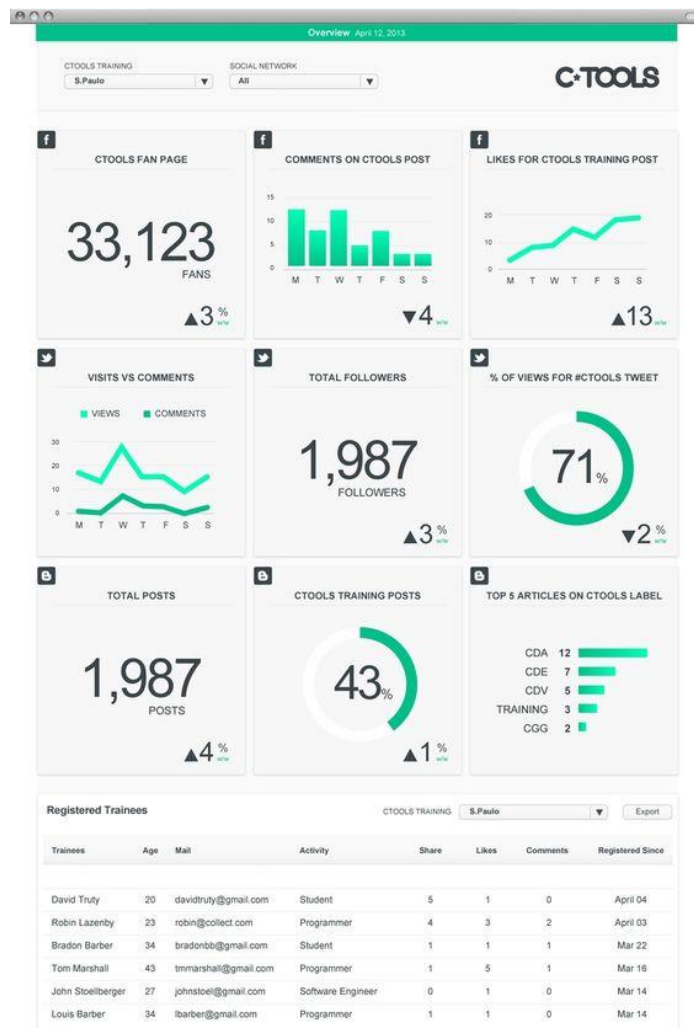 Overview April 12, 2013
CTOOLS TRAINING
S.Paulo
SOCIAL NETWORK
All
C*TOOLS
f
CTOOLS FAN PAGE
33,123
FANS
▲3 %
w/w
f
COMMENTS ON CTOOLS POST
15
10
5
0
M T W T F S S
▼4 w/w
f
LIKES FOR CTOOLS TRAINING POST
20
10
0
M T W T F S S
▲13 w/w
VISITS VS COMMENTS
VIEWS COMMENTS
30
20
10
0
M T W T F S S
TOTAL FOLLOWERS
1,987
FOLLOWERS
▲3 %
w/w
% OF VIEWS FOR #CTOOLS TWEET
71%
▼2 %
w/w
B
TOTAL POSTS
1,987
POSTS
▲4 %
w/w
B
CTOOLS TRAINING POSTS
43%
▲1 %
w/w
B
TOP 5 ARTICLES ON CTOOLS LABEL
CDA 12
CDE 7
CDV 5
TRAINING 3
CGG 2
Registered Trainees CTOOLS TRAINING S.Paulo Export
Trainees Age Mail Activity Share Likes Comments Registered Since
David Truty 20 davidtruty@gmail.com Student 5 1 0 April 04
Robin Lazenby 23 robin@collect.com Programmer 4 3 2 April 03
Bradon Barber 34 bradonbb@gmail.com Student 1 1 1 Mar 22
Tom Marshall 43 tmmarshall@gmail.com Programmer 1 5 1 Mar 16
John Stoellberger 27 johnstoel@gmail.com Software Engineer 0 1 0 Mar 14
Louis Barber 34 lbarber@gmail.com Programmer 1 1 0 Mar 14